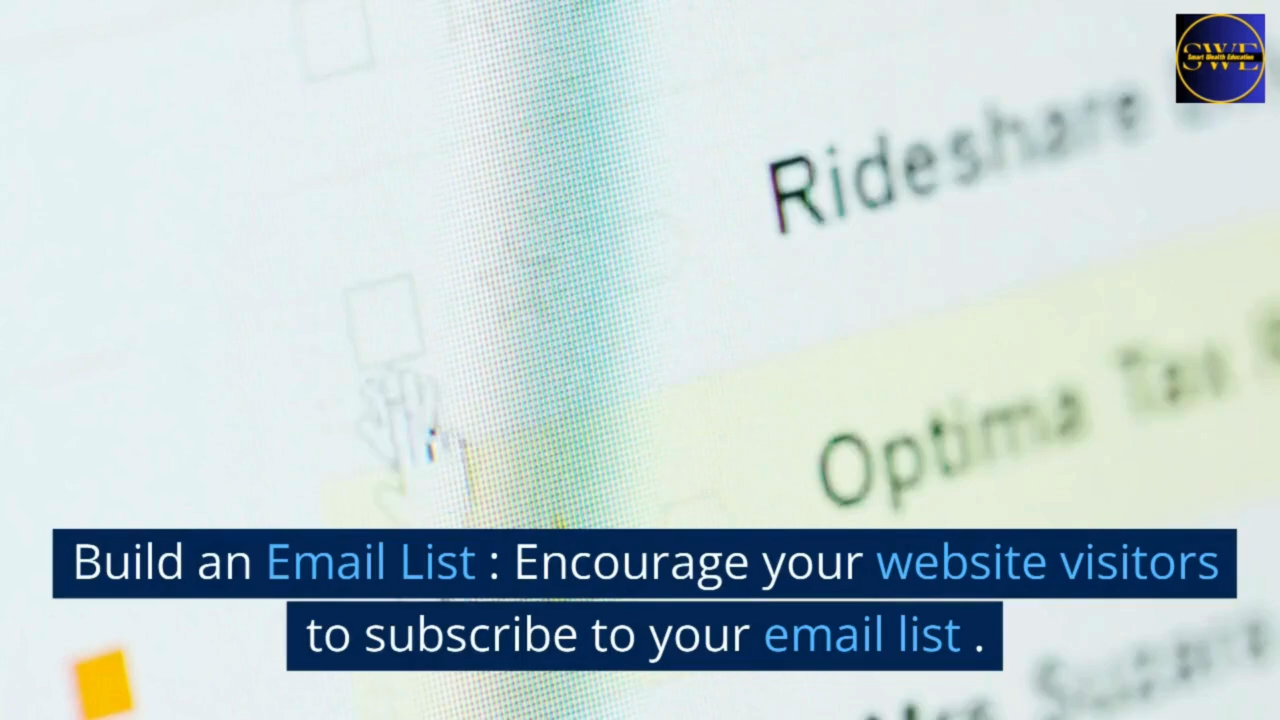 SWE
Smart Wealth Education
Rideshare
Optima Tax
Build an Email List : Encourage your website visitors
to subscribe to your email list .